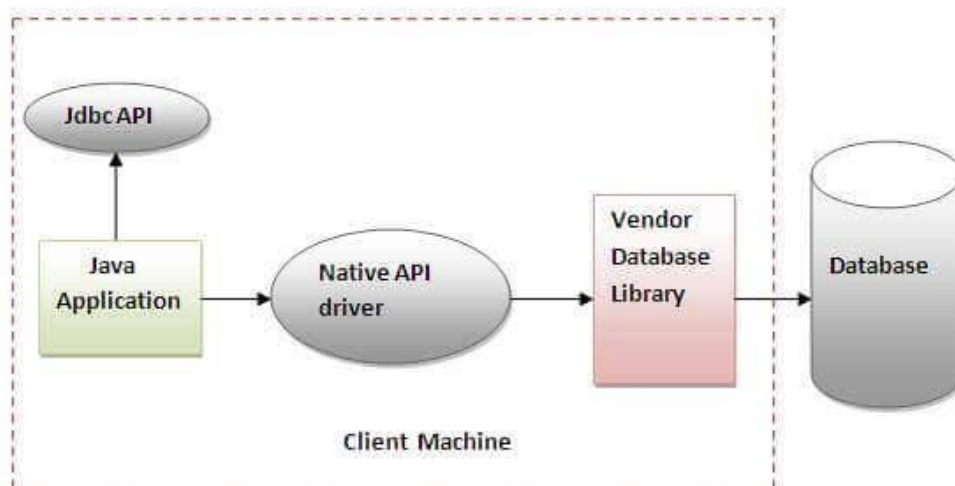 Jdbc API
Java
Application
Native API
driver
Vendor
Database
Library
Database
Client Machine